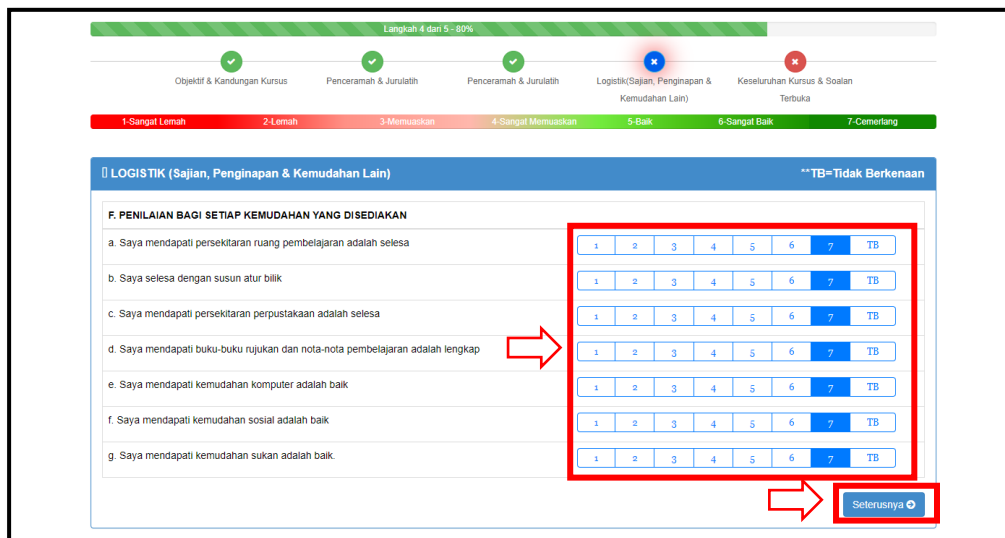 Langkah 4 dari 5 - 80%
Objektif & Kandungan Kursus
Penceramah & Jurulatih
Penceramah & Jurulatih
Logistik(Sajian, Penginapan &
Kemudahan Lain)
Keseluruhan Kursus & Soalan
Terbuka
1-Sangat Lemah 2-Lemah 3-Memuaskan 4-Sangat Memuaskan 5-Baik 6-Sangat Baik 7-Cemerlang
LOGISTIK (Sajian, Penginapan & Kemudahan Lain) **TB=Tidak Berkenaan
F. PENILAIAN BAGI SETIAP KEMUDAHAN YANG DISEDIAKAN
a. Saya mendapati persekitaran ruang pembelajaran adalah selesa 1 2 3 4 5 6 7 TB
b. Saya selesa dengan susun atur bilik 1 2 3 4 5 6 7 TB
c. Saya mendapati persekitaran perpustakaan adalah selesa 1 2 3 4 5 6 7 TB
d. Saya mendapati buku-buku rujukan dan nota-nota pembelajaran adalah lengkap 1 2 3 4 5 6 7 TB
e. Saya mendapati kemudahan komputer adalah baik 1 2 3 4 5 6 7 TB
f. Saya mendapati kemudahan sosial adalah baik 1 2 3 4 5 6 7 TB
g. Saya mendapati kemudahan sukan adalah baik. 1 2 3 4 5 6 7 TB
Seterusnya